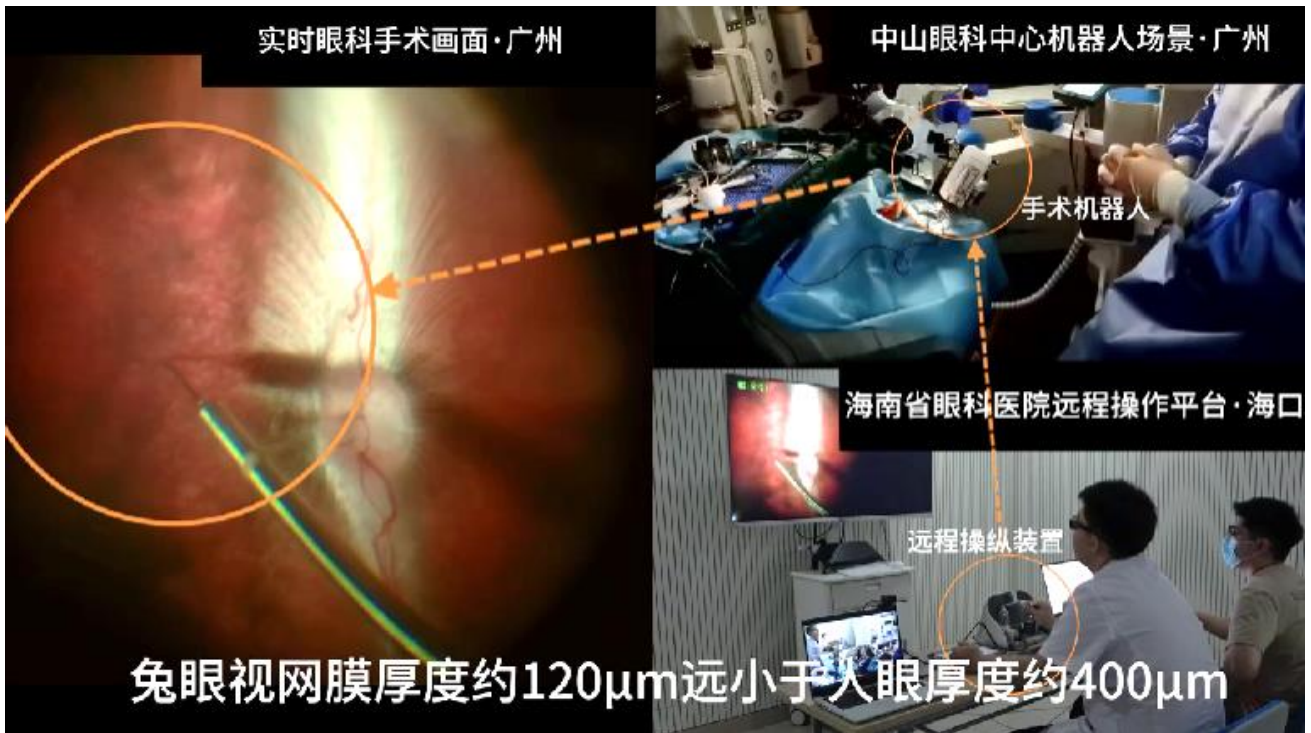 实时眼科手术画面·广州
中山眼科中心机器人场景·广州
手术机器人
海南省眼科医院远程操作平台·海口
远程操纵装置
兔眼视网膜厚度约120μm远小于人眼厚度约400μm